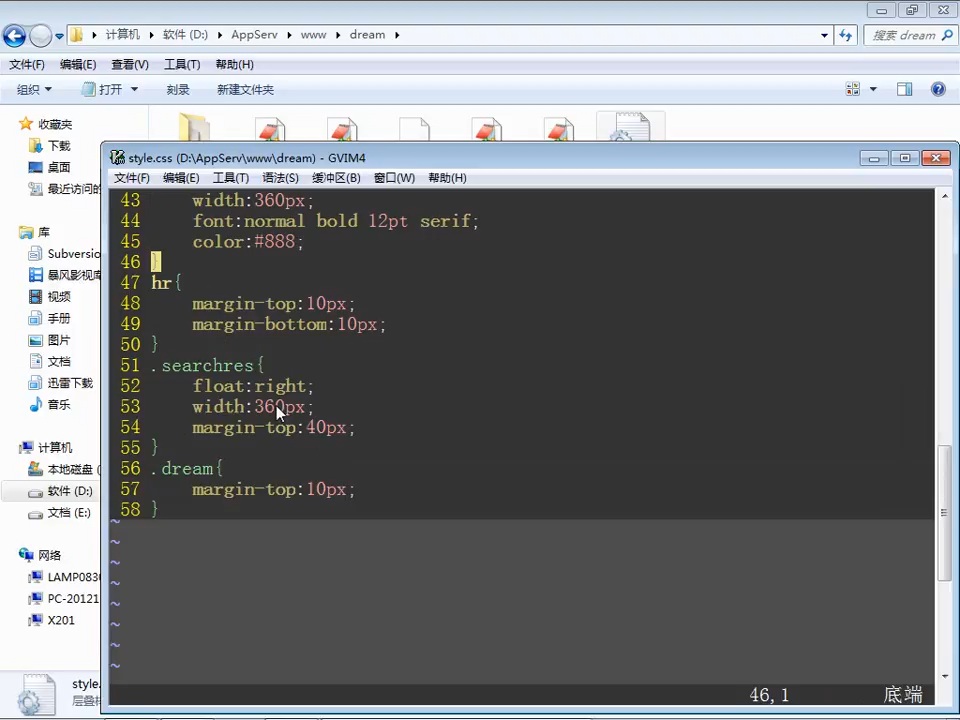 计算机 软件 (D:) AppServ www dream 搜索 dream
文件(F) 编辑(E) 查看(V) 工具(T) 帮助(H)
组织 打开 刻录 新建文件夹
收藏夹
下载
桌面
最近访问的
库
Subversio
暴风影视库
视频
手册
图片
文档
迅雷下载
音乐
计算机
本地磁盘 (
软件 (D:)
文档 (E:)
网络
LAMP083
PC-20121
X201
style.
层叠样
style.css (D:\AppServ\www\dream) - GVIM4
文件(F) 编辑(E) 工具(T) 语法(S) 缓冲区(B) 窗口(W) 帮助(H)
43 width:360px;
44 font:normal bold 12pt serif;
45 color:#888;
46 }
47 hr{
48 margin-top:10px;
49 margin-bottom:10px;
50 }
51 .searchres{
52 float:right;
53 width:360px;
54 margin-top:40px;
55 }
56 .dream{
57 margin-top:10px;
58 }
~
~
~
~
~
~
~
~
46,1 底端